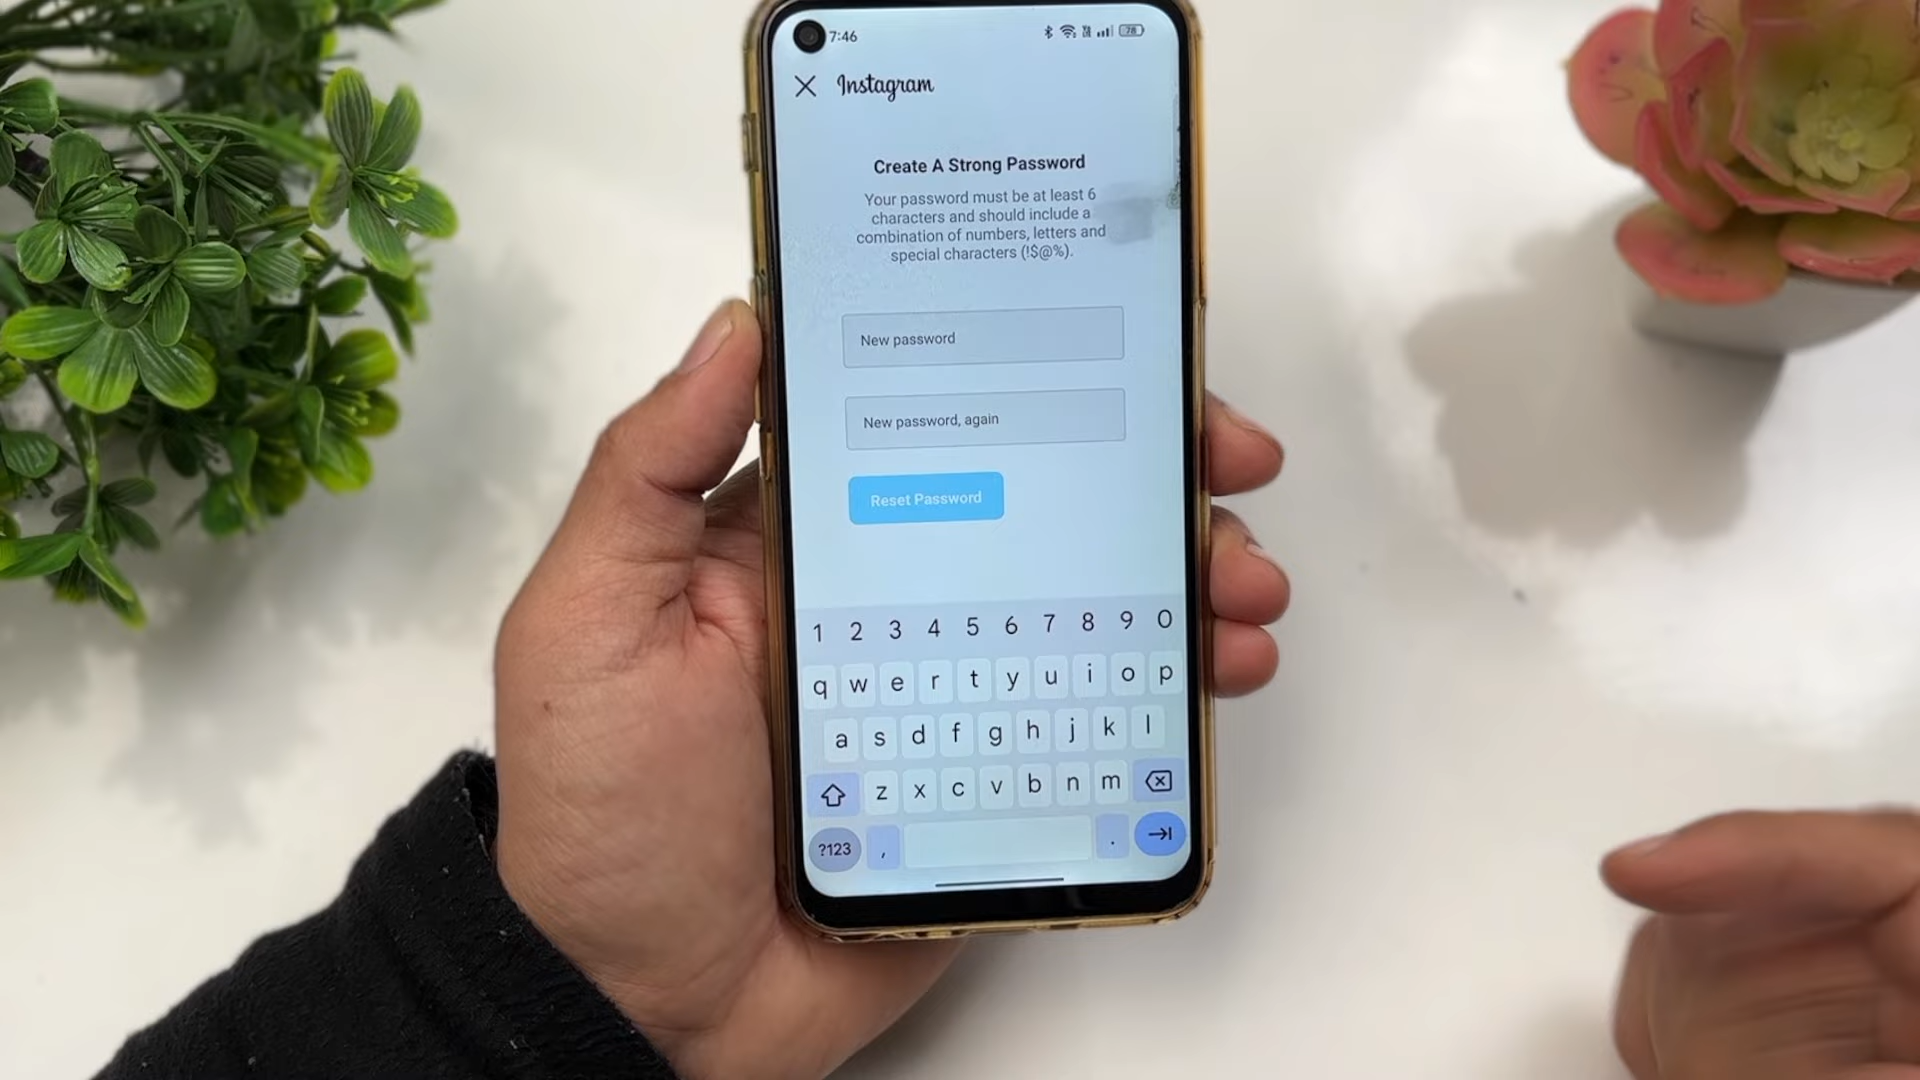 7:46
78
Instagram
Create A Strong Password
Your password must be at least 6
characters and should include a
combination of numbers, letters and
special characters (!$@%).
New password
New password, again
Reset Password
1 2 3 4 5 6 7 8 9 0
q w e r t y u i o p
a s d f g h j k l
z x c v b n m
?123 , .